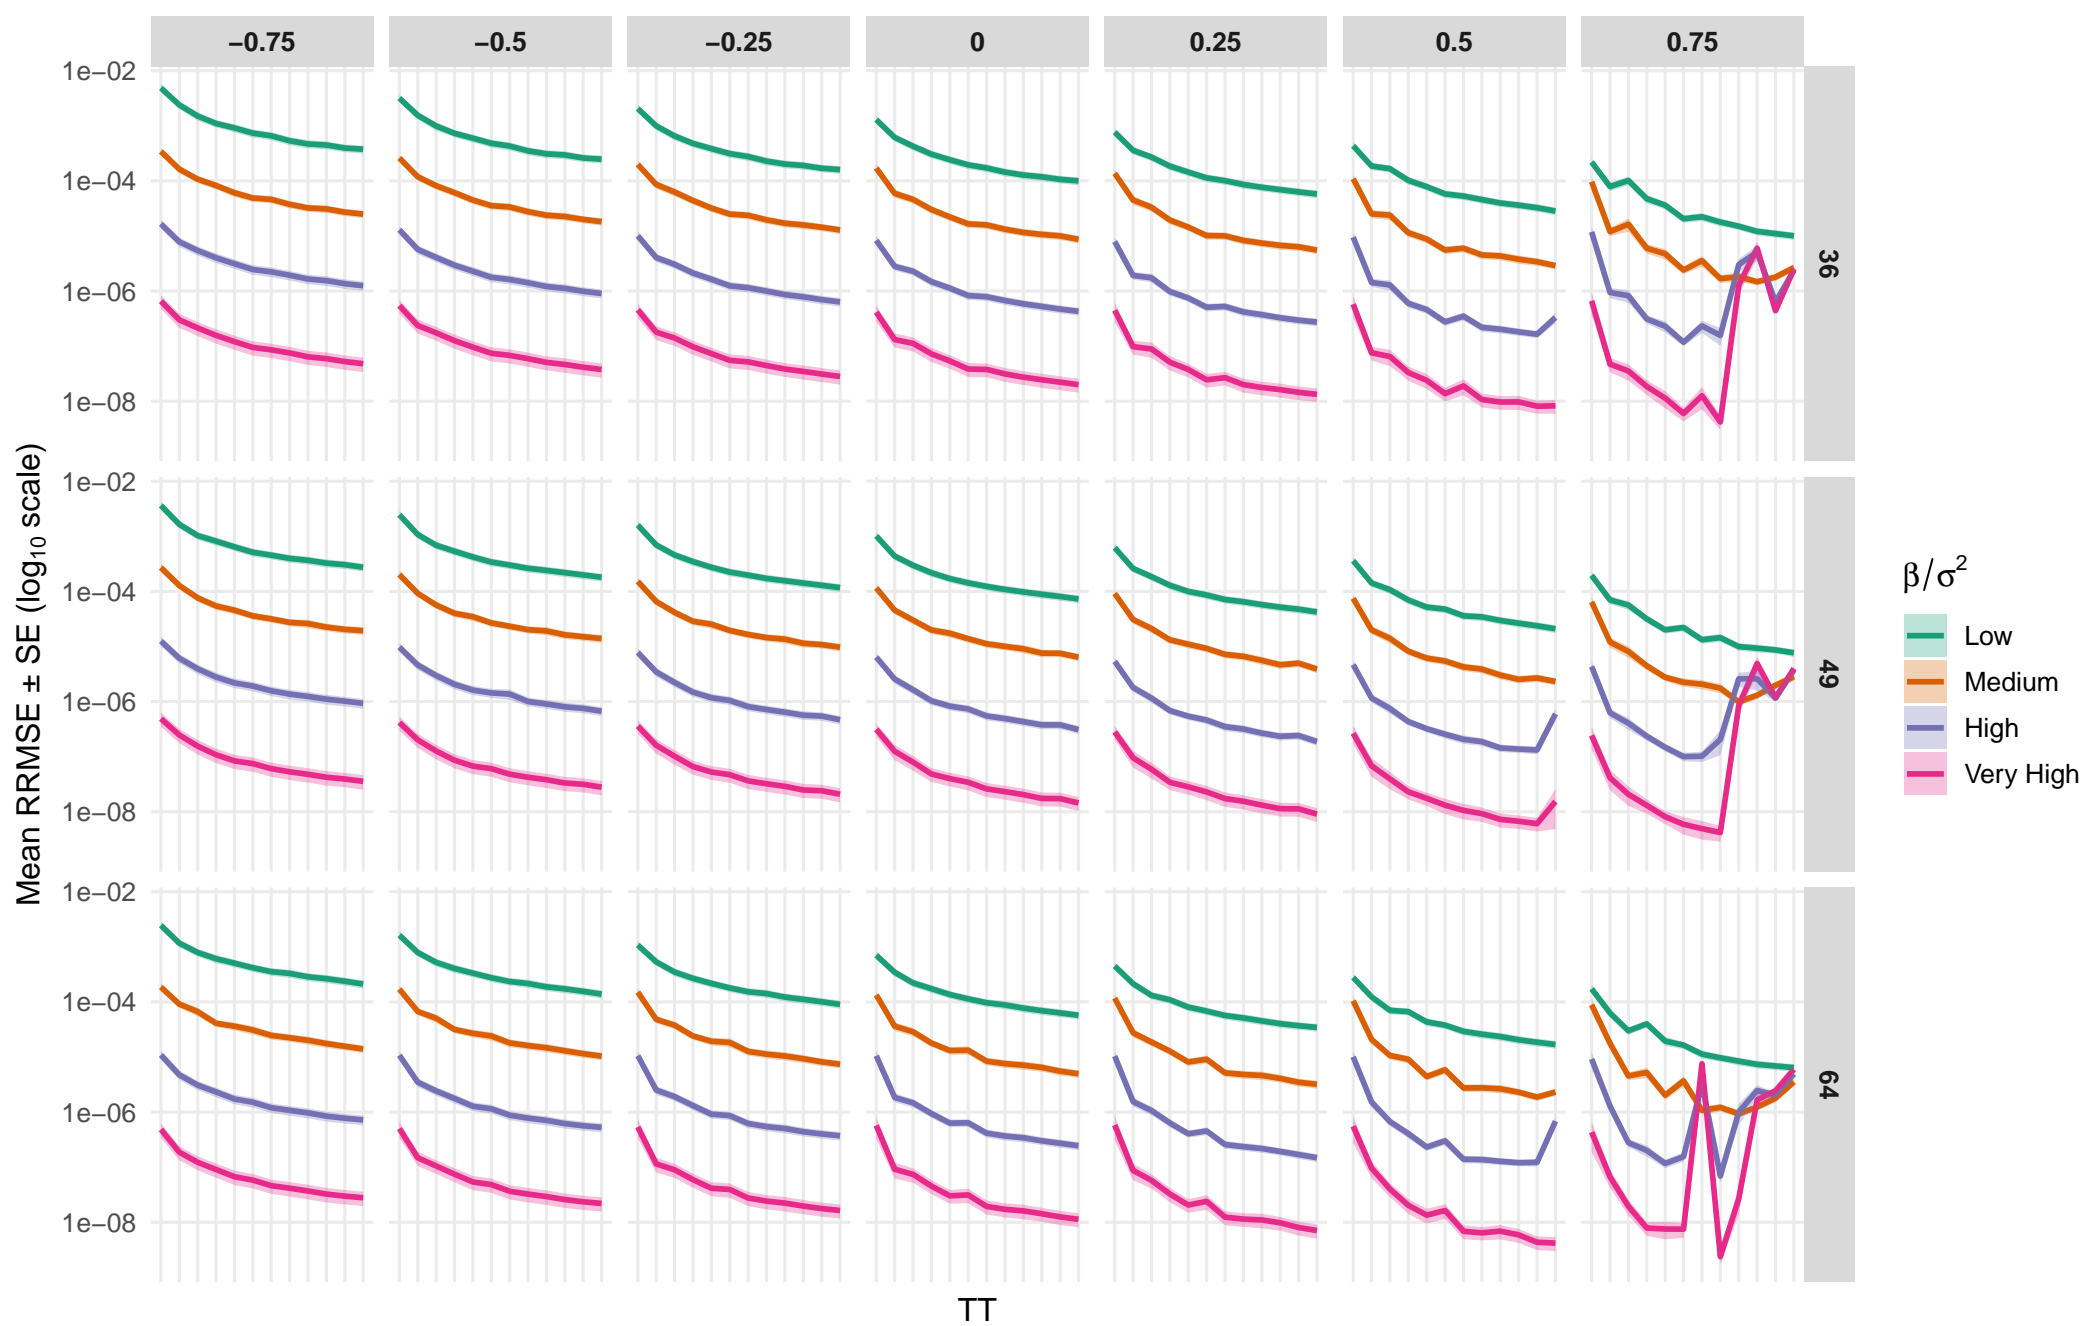 −0.75 −0.5 −0.25 0 0.25 0.5 0.75
1e−02
1e−04
1e−06
1e−08
36
1e−02
1e−04
1e−06
1e−08
49
1e−02
1e−04
1e−06
1e−08
64
Mean RRMSE ± SE (log₁₀ scale)
TT
β/σ²
Low
Medium
High
Very High